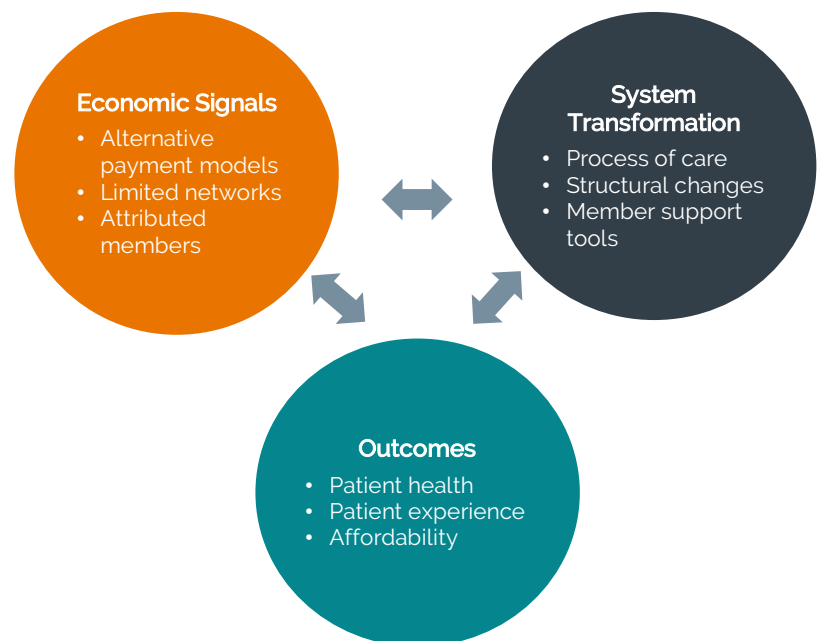 Economic Signals
• Alternative
payment models
• Limited networks
• Attributed
members
System
Transformation
• Process of care
• Structural changes
• Member support
tools
Outcomes
• Patient health
• Patient experience
• Affordability